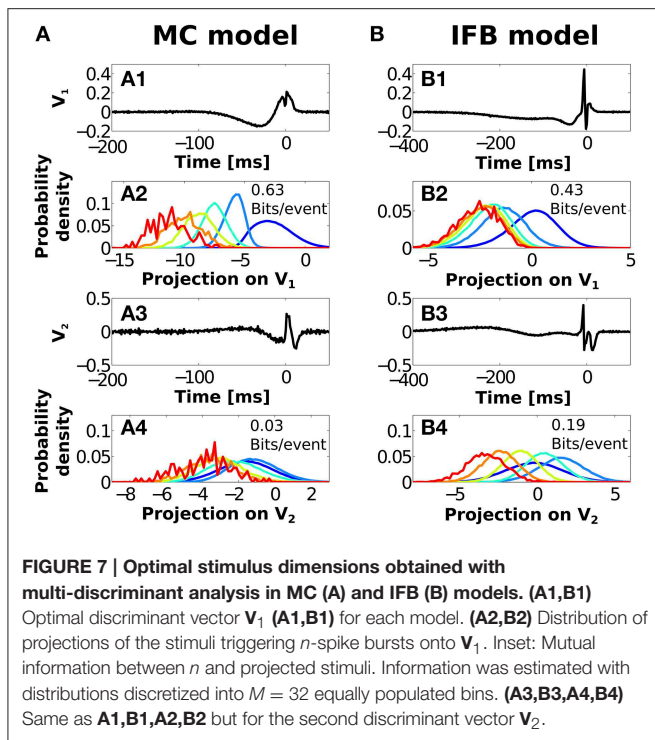 A MC model B IFB model
A1 B1
V1
0.4
0.2
0
−0.2
−200 −100 0
Time [ms]
0.4
0.2
0
−0.2
−400 −200 0
Time [ms]
A2 0.63 Bits/event
Probability density
0.1
0.05
0
−15 −10 −5 0
Projection on V1
B2 0.43 Bits/event
0.05
0
−5 0 5
Projection on V1
A3 B3
V2
0.5
0
−0.5
−200 −100 0
Time [ms]
0.5
0
−0.5
−400 −200 0
Time [ms]
A4 0.03 Bits/event
Probability density
0.1
0.05
0
−8 −6 −4 −2 0 2
Projection on V2
B4 0.19 Bits/event
0.1
0.05
0
−5 0 5
Projection on V2
FIGURE 7 | Optimal stimulus dimensions obtained with
multi-discriminant analysis in MC (A) and IFB (B) models. (A1,B1)
Optimal discriminant vector V1 (A1,B1) for each model. (A2,B2) Distribution of
projections of the stimuli triggering n-spike bursts onto V1. Inset: Mutual
information between n and projected stimuli. Information was estimated with
distributions discretized into M = 32 equally populated bins. (A3,B3,A4,B4)
Same as A1,B1,A2,B2 but for the second discriminant vector V2.